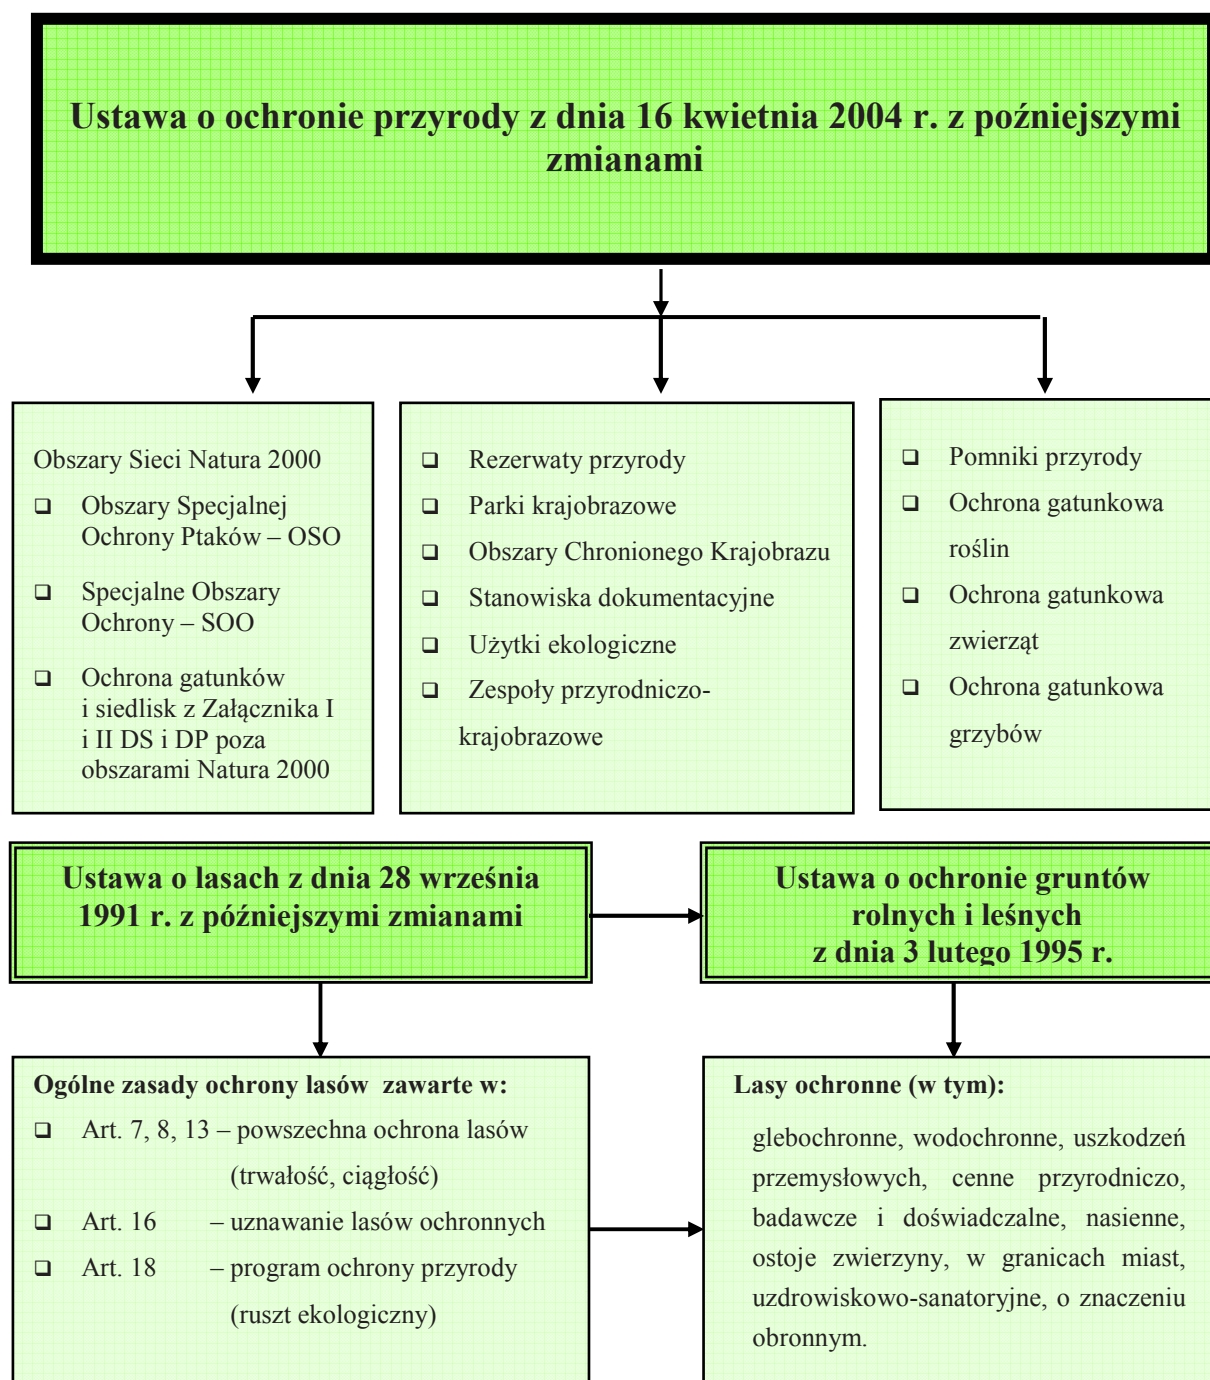 Ustawa o ochronie przyrody z dnia 16 kwietnia 2004 r. z poźniejszymi
zmianami
Obszary Sieci Natura 2000
❑ Obszary Specjalnej
Ochrony Ptaków – OSO
❑ Specjalne Obszary
Ochrony – SOO
❑ Ochrona gatunków
i siedlisk z Załącznika I
i II DS i DP poza
obszarami Natura 2000
❑ Rezerwaty przyrody
❑ Parki krajobrazowe
❑ Obszary Chronionego Krajobrazu
❑ Stanowiska dokumentacyjne
❑ Użytki ekologiczne
❑ Zespoły przyrodniczo-
krajobrazowe
❑ Pomniki przyrody
❑ Ochrona gatunkowa
roślin
❑ Ochrona gatunkowa
zwierząt
❑ Ochrona gatunkowa
grzybów
Ustawa o lasach z dnia 28 września
1991 r. z późniejszymi zmianami
Ustawa o ochronie gruntów
rolnych i leśnych
z dnia 3 lutego 1995 r.
Ogólne zasady ochrony lasów zawarte w:
❑ Art. 7, 8, 13 – powszechna ochrona lasów
(trwałość, ciągłość)
❑ Art. 16 – uznawanie lasów ochronnych
❑ Art. 18 – program ochrony przyrody
(ruszt ekologiczny)
Lasy ochronne (w tym):
glebochronne, wodochronne, uszkodzeń
przemysłowych, cenne przyrodniczo,
badawcze i doświadczalne, nasienne,
ostoje zwierzyny, w granicach miast,
uzdrowiskowo-sanatoryjne, o znaczeniu
obronnym.